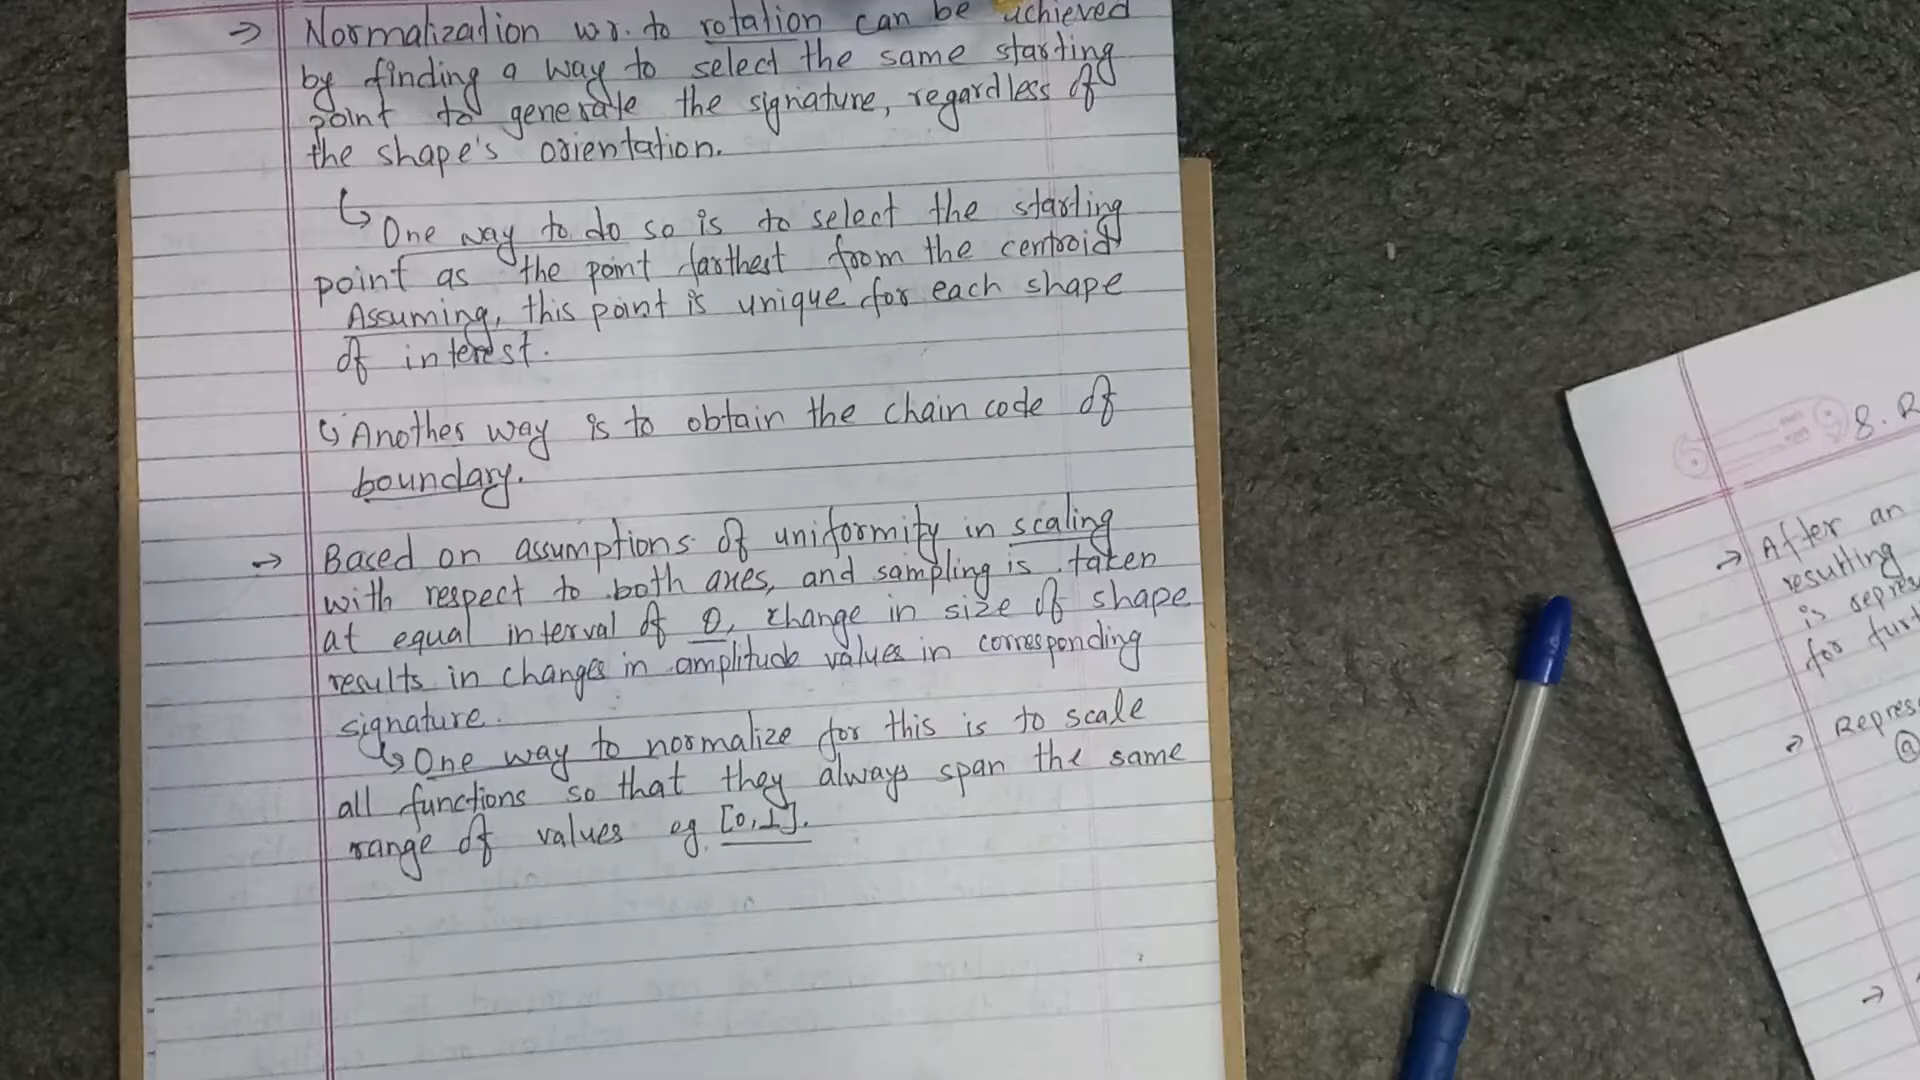 → Normalization wr. to rotation can be achieved
by finding a way to select the same starting
point to generate the signature, regardless of
the shape's orientation.
↳ One way to do so is to select the starting
point as the point farthest from the centroid
Assuming, this point is unique for each shape
of interest.
↳ Another way is to obtain the chain code of
boundary.
→ Based on assumptions of uniformity in scaling
with respect to both axes, and sampling is taken
at equal interval of θ, change in size of shape
results in changes in amplitude values in corresponding
signature.
↳ One way to normalize for this is to scale
all functions so that they always span the same
range of values eg. [0,1].
8. R
→ After an
resulting
is repres
for furt
→ Repres
@
→